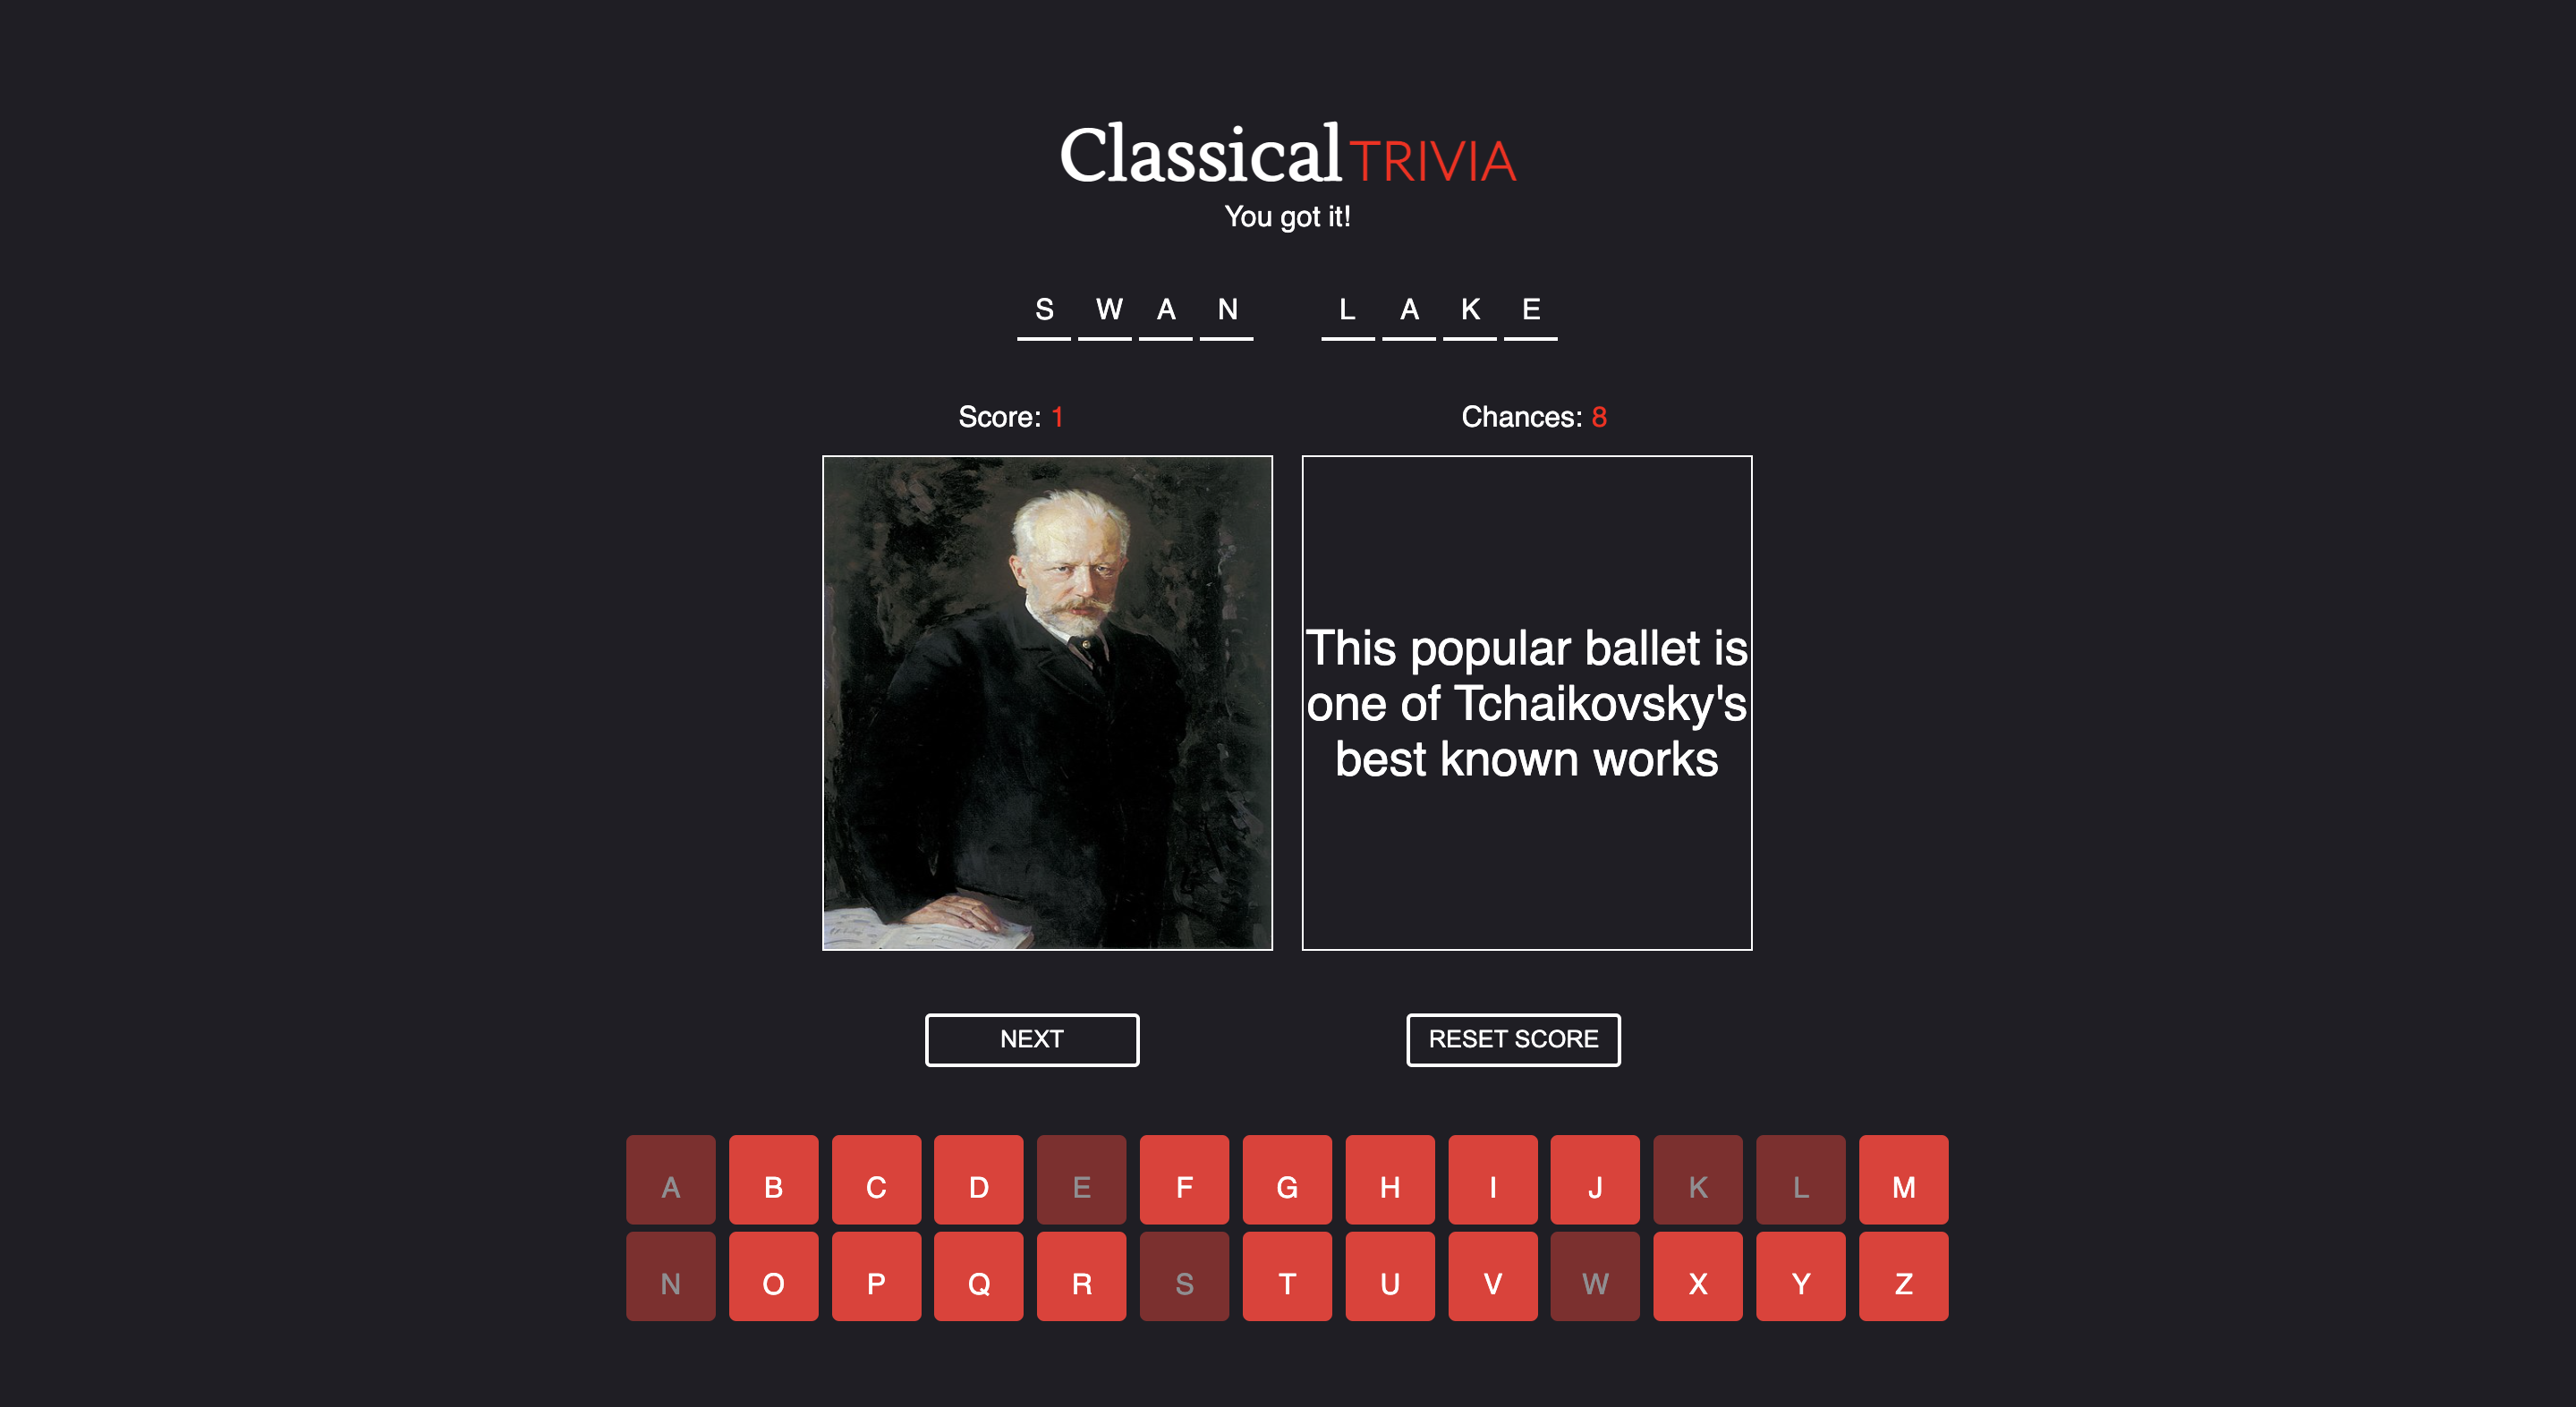 Classical TRIVIA
You got it!
S W A N L A K E
Score: 1 Chances: 8
This popular ballet is
one of Tchaikovsky's
best known works
NEXT RESET SCORE
A B C D E F G H I J K L M
N O P Q R S T U V W X Y Z